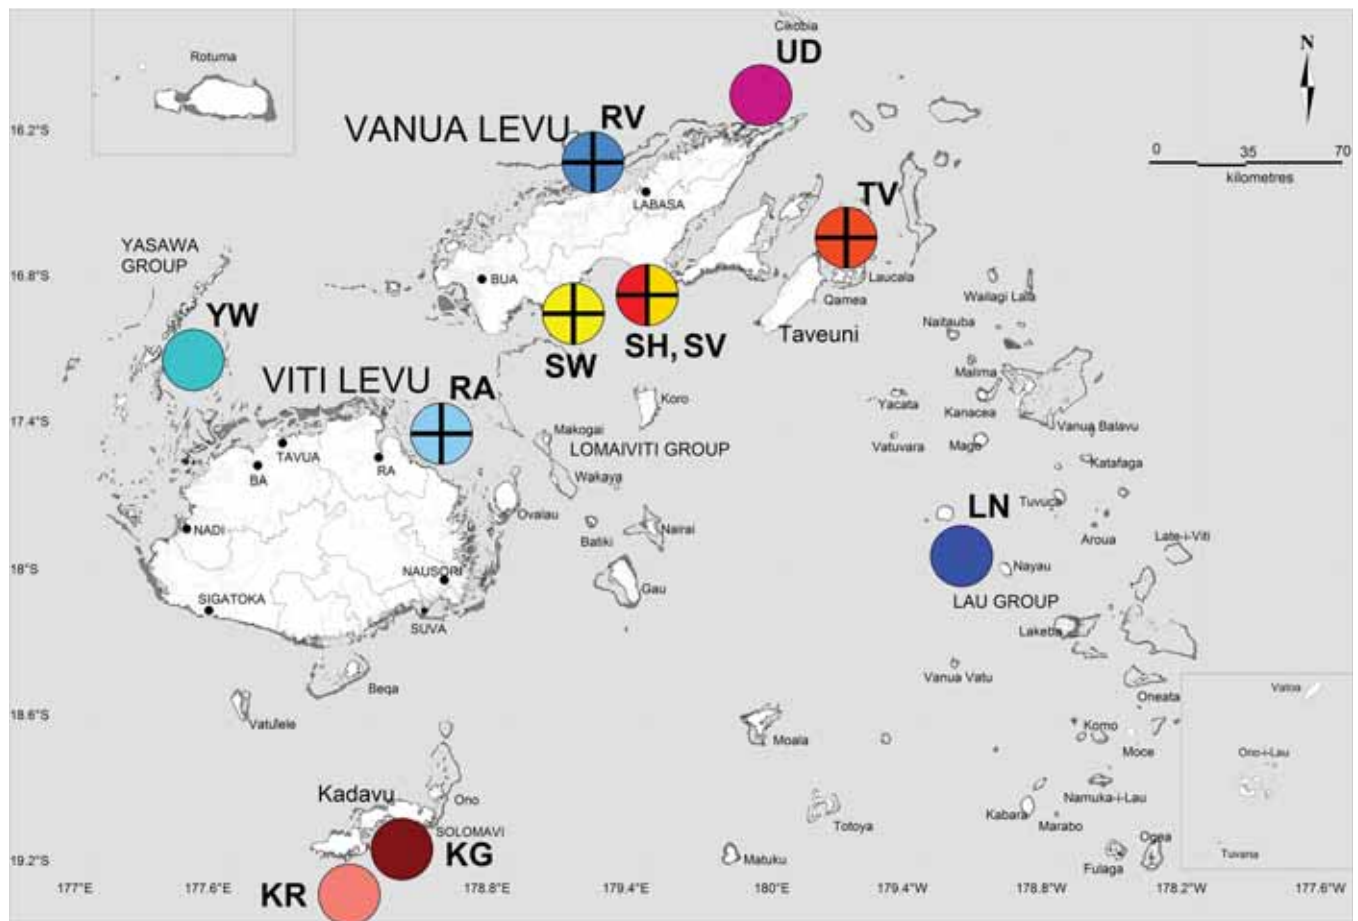 Cikobia
UD
Rotuma
N
VANUA LEVU
RV
16.2°S
0 35 70
kilometres
LABASA
TV
YASAWA
GROUP
16.8°S
BUA
Laucala
Qamea
Wailagi Lala
YW
Taveuni
Naitauba
SW
SH, SV
VITI LEVU
RA
Malima
Koro
Yacata
Kanacea
17.4°S
Vanua Balavu
Makogai
LOMAIVITI GROUP
Vatuvara
Mago
TAVUA
RA
BA
Katafaga
Wakaya
LN
Tuvuca
Ovalau
NADI
Batiki
Nairai
Aroua
Late-i-Viti
18°S
NAUSORI
Nayau
Gau
SIGATOKA
LAU GROUP
SUVA
Lakeba
Vanua Vatu
Beqa
Oneata
Vatoa
18.6°S
Vatulele
Komo
Moala
Moce
Ono-i-Lau
Kadavu
Ono
Namuka-i-Lau
SOLOMAVI
Totoya
Kabara
Marabo
KG
Ogea
19.2°S
Matuku
Fulaga
Tuvana
177°E 177.6°E 178.8°E 179.4°E 180°E 179.4°W 178.8°W 178.2°W 177.6°W
KR